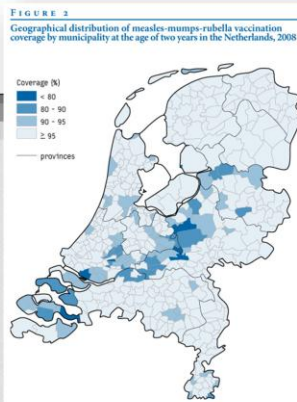 FIGURE 2
Geographical distribution of measles-mumps-rubella vaccination
coverage by municipality at the age of two years in the Netherlands, 2008
Coverage (%)
< 80
80 - 90
90 - 95
≥ 95
provinces